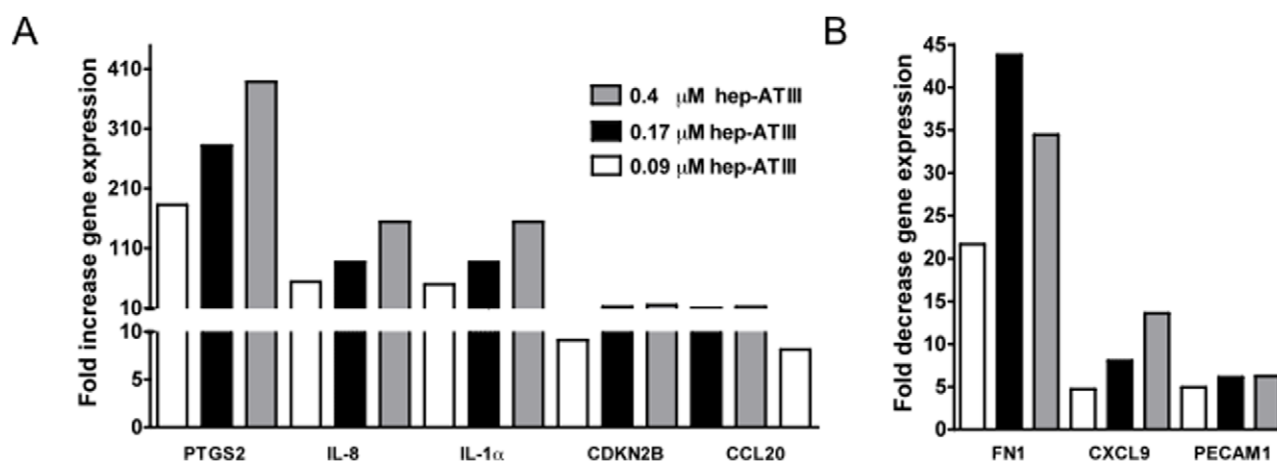 A
Fold increase gene expression
410
310
210
110
10
10
5
0
PTGS2 IL-8 IL-1α CDKN2B CCL20
0.4 μM hep-ATIII
0.17 μM hep-ATIII
0.09 μM hep-ATIII
B
Fold decrease gene expression
45
40
35
30
25
20
15
10
5
0
FN1 CXCL9 PECAM1